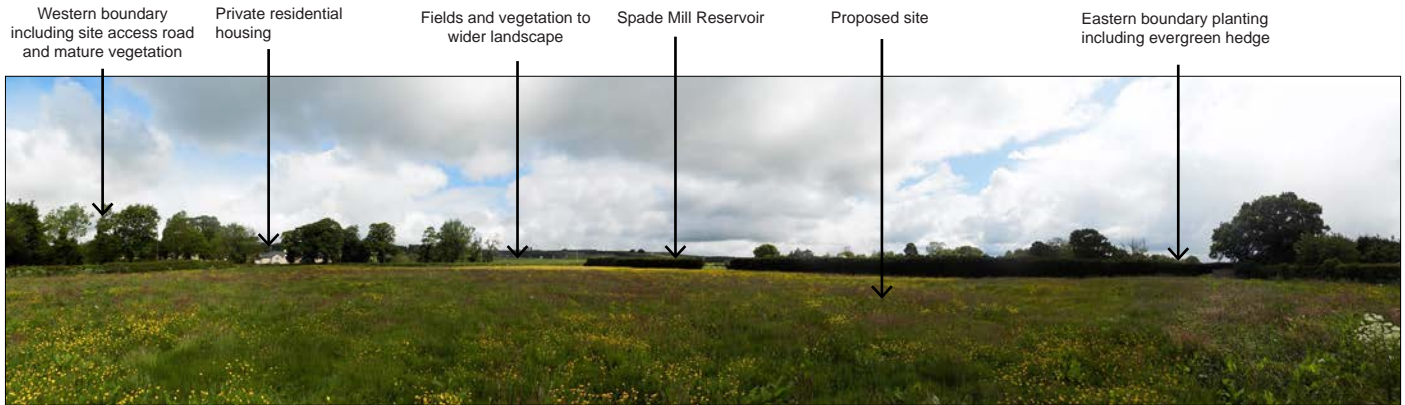 Western boundary
including site access road
and mature vegetation
Private residential
housing
Fields and vegetation to
wider landscape
Spade Mill Reservoir
Proposed site
Eastern boundary planting
including evergreen hedge